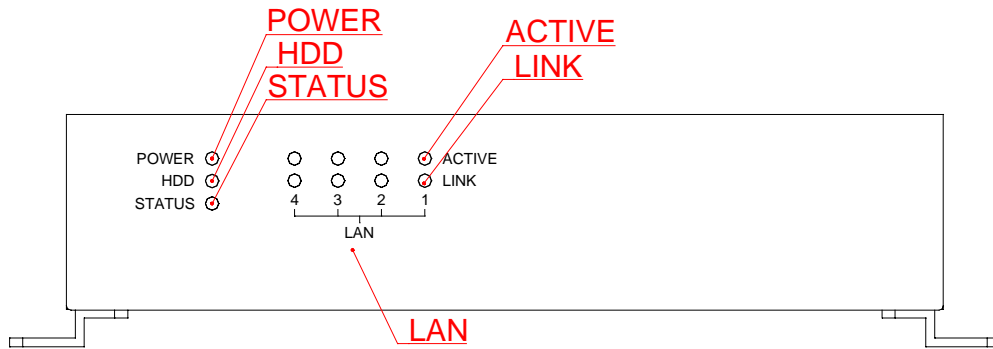 POWER
HDD
STATUS
ACTIVE
LINK
POWER
ACTIVE
HDD
LINK
STATUS
4 3 2 1
LAN
LAN